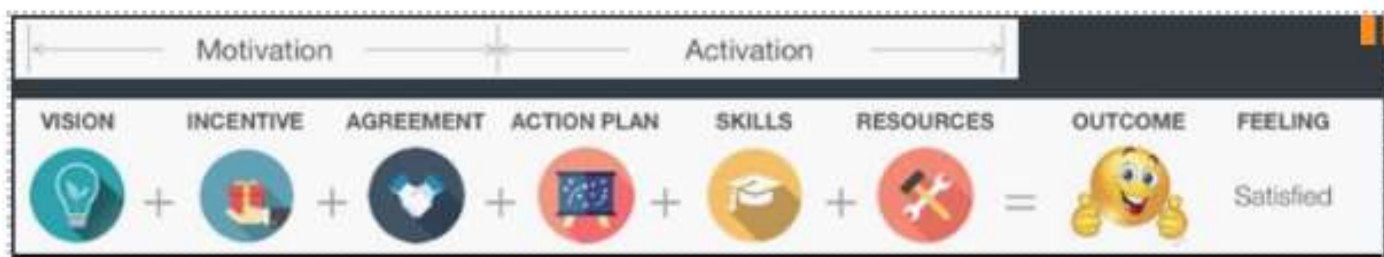 Motivation Activation
VISION INCENTIVE AGREEMENT ACTION PLAN SKILLS RESOURCES OUTCOME FEELING
+ + + + + = Satisfied